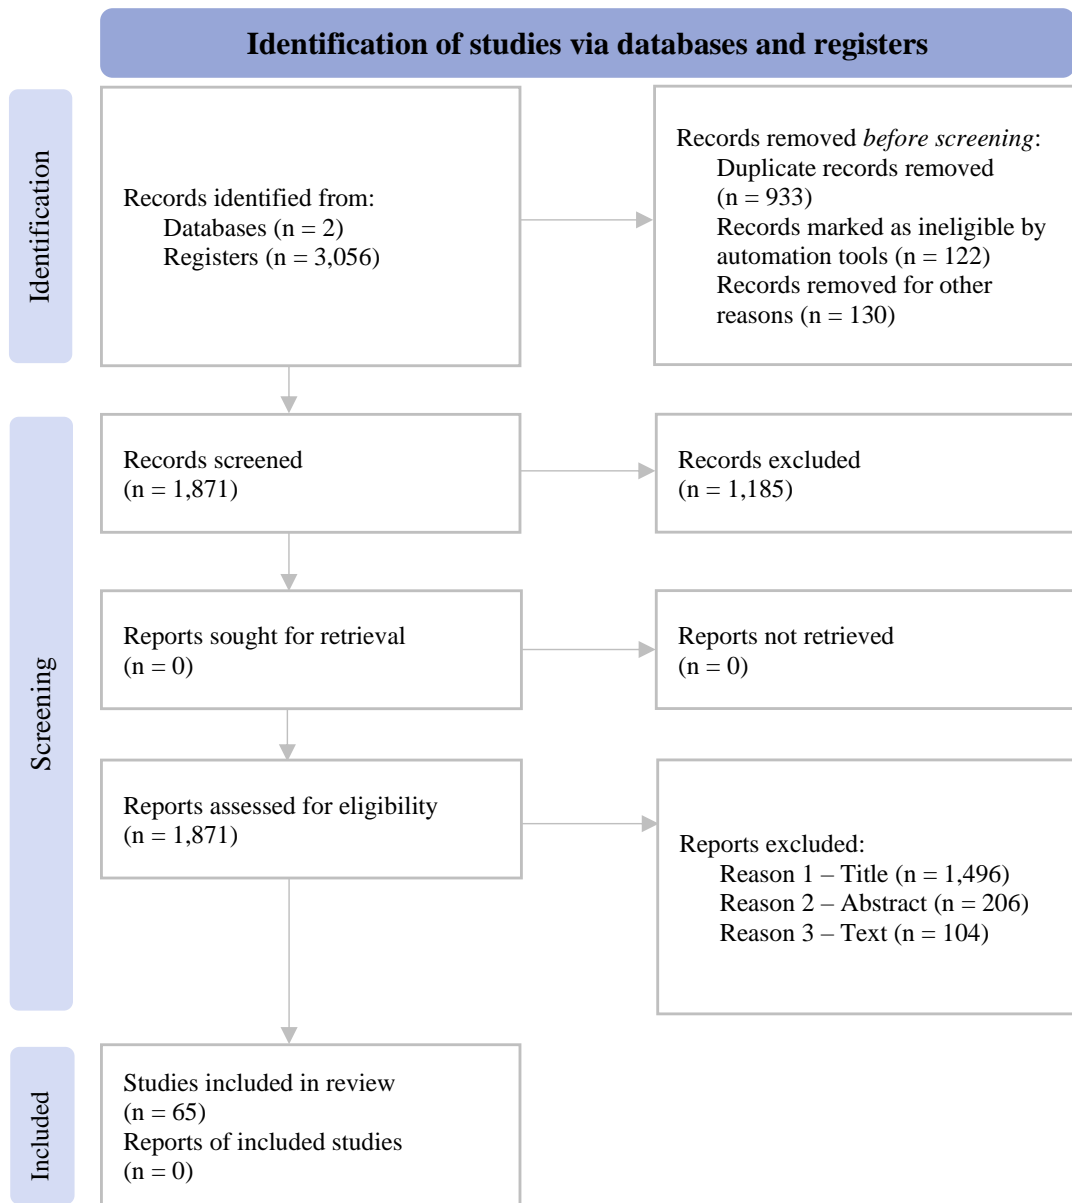 Identification of studies via databases and registers
Identification
Records identified from:
Databases (n = 2)
Registers (n = 3,056)
Records removed before screening:
Duplicate records removed
(n = 933)
Records marked as ineligible by
automation tools (n = 122)
Records removed for other
reasons (n = 130)
Screening
Records screened
(n = 1,871)
Records excluded
(n = 1,185)
Reports sought for retrieval
(n = 0)
Reports not retrieved
(n = 0)
Reports assessed for eligibility
(n = 1,871)
Reports excluded:
Reason 1 – Title (n = 1,496)
Reason 2 – Abstract (n = 206)
Reason 3 – Text (n = 104)
Included
Studies included in review
(n = 65)
Reports of included studies
(n = 0)